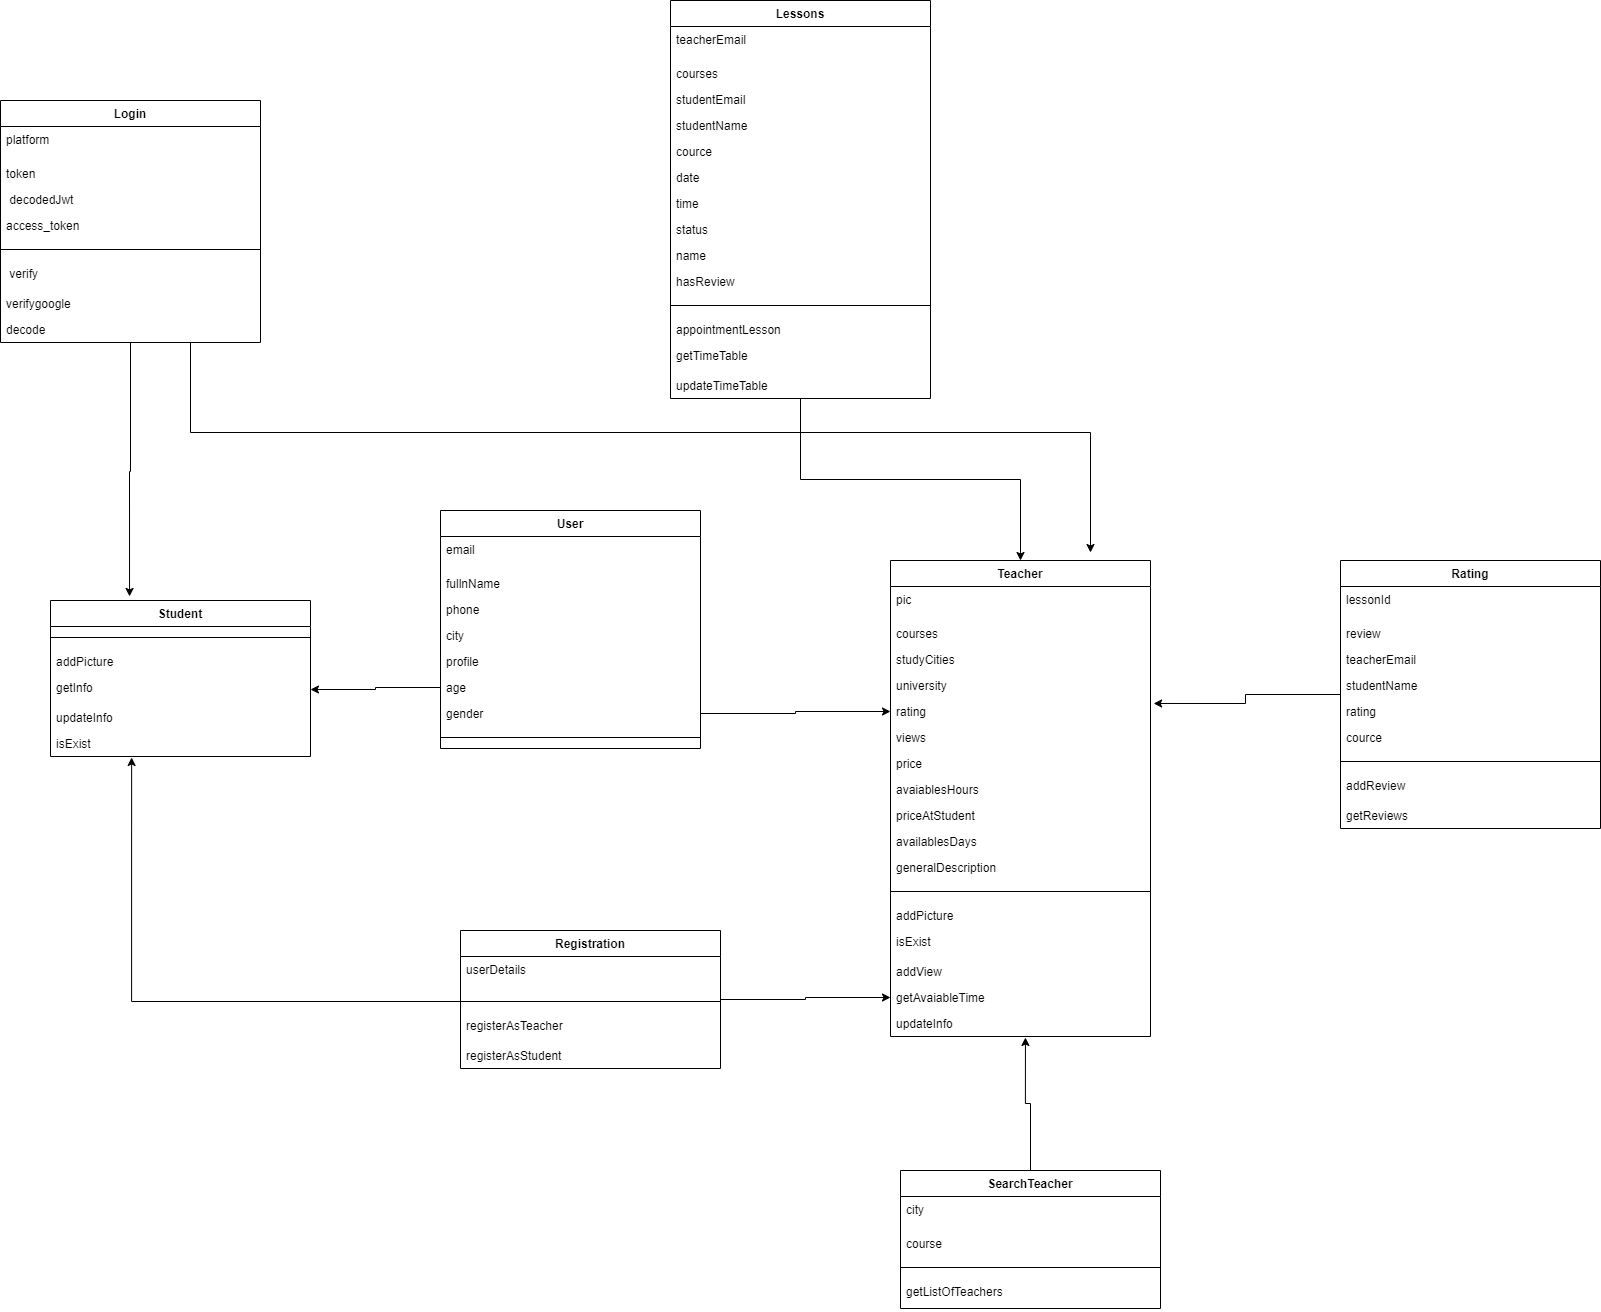 Lessons
teacherEmail
courses
studentEmail
studentName
cource
date
time
status
name
hasReview
appointmentLesson
getTimeTable
updateTimeTable
Login
platform
token
decodedJwt
access_token
verify
verifygoogle
decode
User
email
fullnName
phone
city
profile
age
gender
Student
addPicture
getInfo
updateInfo
isExist
Teacher
pic
courses
studyCities
university
rating
views
price
avaiablesHours
priceAtStudent
availablesDays
generalDescription
addPicture
isExist
addView
getAvaiableTime
updateInfo
Rating
lessonId
review
teacherEmail
studentName
rating
cource
addReview
getReviews
Registration
userDetails
registerAsTeacher
registerAsStudent
SearchTeacher
city
course
getListOfTeachers